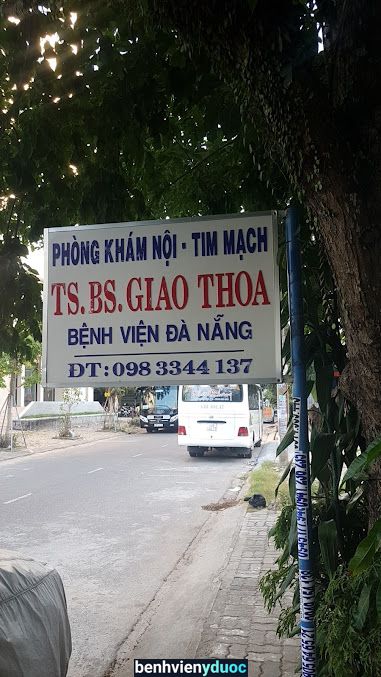 PHÒNG KHÁM NỘI - TIM MẠCH
TS.BS.GIAO THOA
BỆNH VIỆN ĐÀ NẴNG
ĐT: 098 3344 137
benhvienyduoc